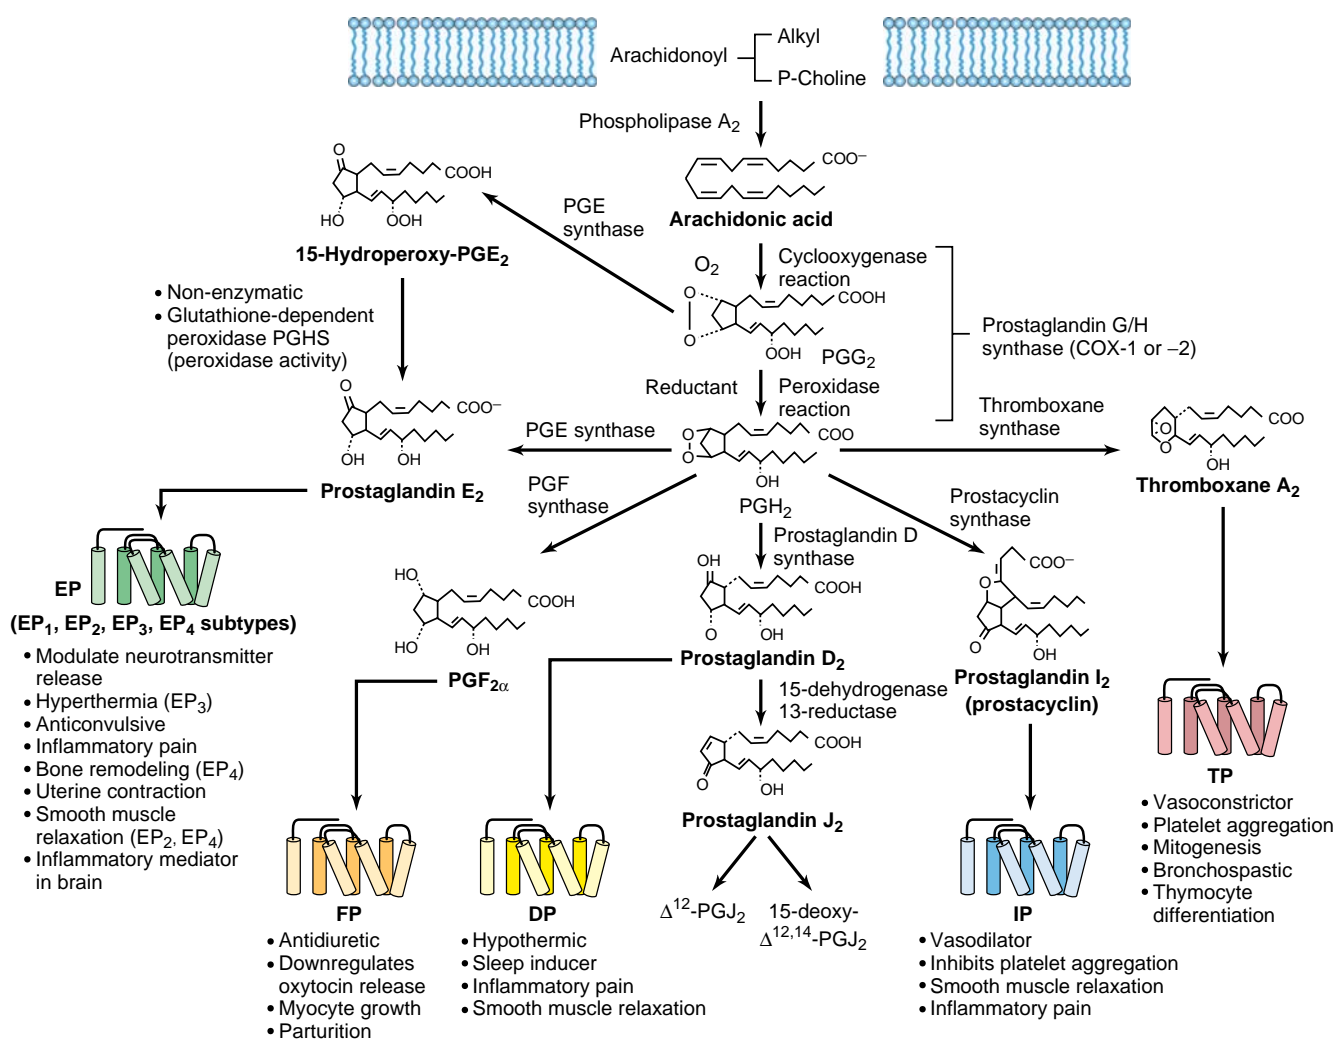 Arachidonoyl
Alkyl
P-Choline
Phospholipase A₂
COO⁻
Arachidonic acid
O
COOH
HO
OOH
15-Hydroperoxy-PGE₂
PGE
synthase
O₂
Cyclooxygenase
reaction
O
O
COOH
OOH
PGG₂
Prostaglandin G/H
synthase (COX-1 or –2)
• Non-enzymatic
• Glutathione-dependent
peroxidase PGHS
(peroxidase activity)
Reductant
Peroxidase
reaction
O
COO⁻
OH
OH
Prostaglandin E₂
PGE synthase
O
O
COO
OH
PGH₂
Thromboxane
synthase
O
O
COO
OH
Thromboxane A₂
PGF
synthase
Prostaglandin D
synthase
Prostacyclin
synthase
EP
(EP₁, EP₂, EP₃, EP₄ subtypes)
• Modulate neurotransmitter
release
• Hyperthermia (EP₃)
• Anticonvulsive
• Inflammatory pain
• Bone remodeling (EP₄)
• Uterine contraction
• Smooth muscle
relaxation (EP₂, EP₄)
• Inflammatory mediator
in brain
HO
COOH
HO
OH
PGF₂α
OH
COOH
O
OH
Prostaglandin D₂
COO⁻
O
O
OH
Prostaglandin I₂
(prostacyclin)
15-dehydrogenase
13-reductase
COOH
O
OH
Prostaglandin J₂
Δ¹²-PGJ₂
15-deoxy-
Δ¹²,¹⁴-PGJ₂
FP
• Antidiuretic
• Downregulates
oxytocin release
• Myocyte growth
• Parturition
DP
• Hypothermic
• Sleep inducer
• Inflammatory pain
• Smooth muscle relaxation
IP
• Vasodilator
• Inhibits platelet aggregation
• Smooth muscle relaxation
• Inflammatory pain
TP
• Vasoconstrictor
• Platelet aggregation
• Mitogenesis
• Bronchospastic
• Thymocyte
differentiation